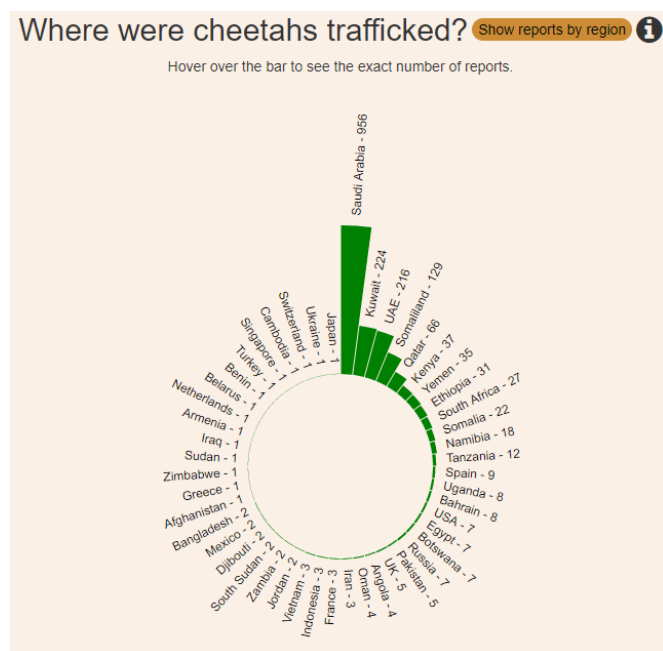 Where were cheetahs trafficked?
Show reports by region
i
Hover over the bar to see the exact number of reports.
Saudi Arabia - 956
Kuwait - 224
UAE - 216
Somaliland - 129
Qatar - 66
Kenya - 37
Yemen - 35
Ethiopia - 31
South Africa - 27
Somalia - 22
Namibia - 18
Tanzania - 12
Spain - 9
Uganda - 8
Bahrain - 8
USA - 7
Egypt - 7
Botswana - 7
Russia - 7
Pakistan - 5
UK - 5
Angola - 4
Oman - 4
Iran - 3
France - 3
Indonesia - 3
Vietnam - 3
Jordan - 2
Zambia - 2
South Sudan - 2
Djibouti - 2
Mexico - 2
Bangladesh - 2
Afghanistan - 1
Greece - 1
Zimbabwe - 1
Sudan - 1
Iraq - 1
Armenia - 1
Netherlands - 1
Belarus - 1
Benin - 1
Turkey - 1
Singapore - 1
Cambodia - 1
Switzerland - 1
Ukraine - 1
Japan - 1